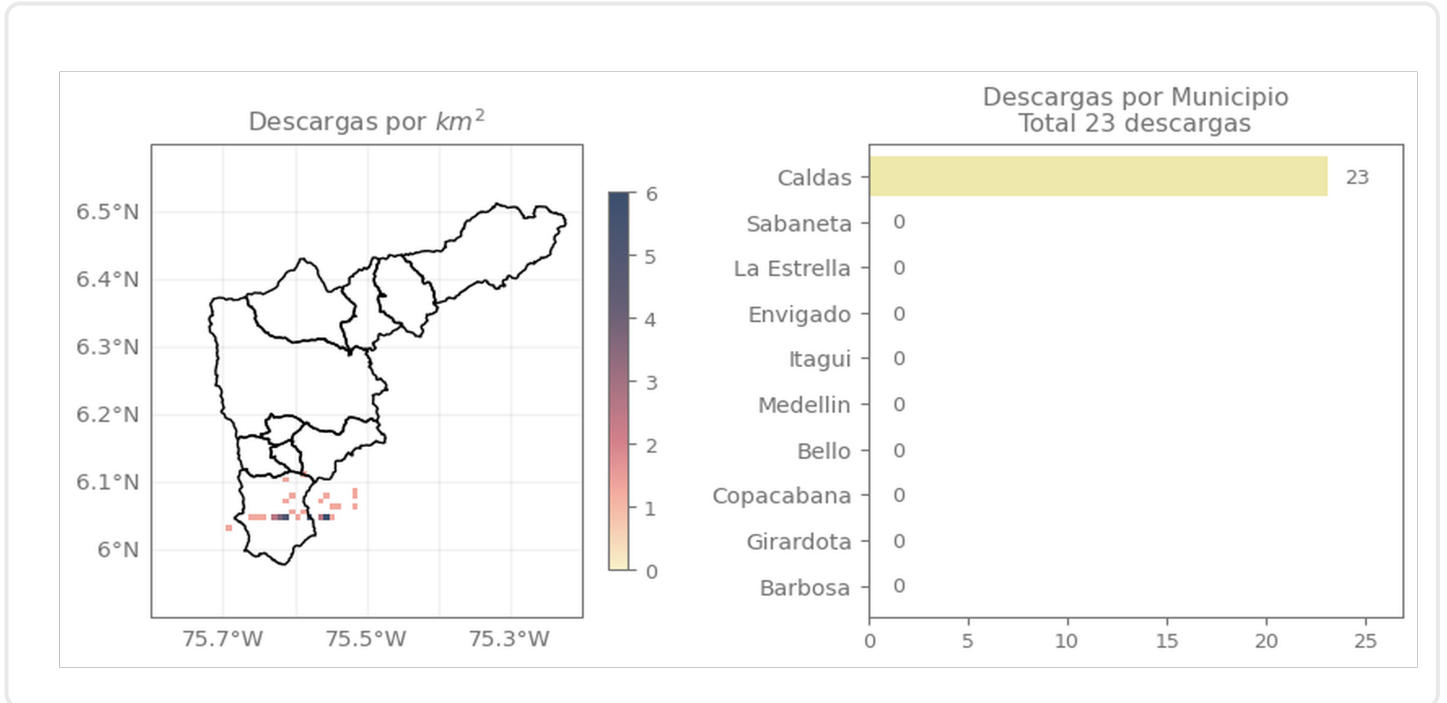 Descargas por km²
6.5°N
6.4°N
6.3°N
6.2°N
6.1°N
6°N
75.7°W 75.5°W 75.3°W
6
5
4
3
2
1
0
Descargas por Municipio
Total 23 descargas
Caldas 23
Sabaneta 0
La Estrella 0
Envigado 0
Itagui 0
Medellin 0
Bello 0
Copacabana 0
Girardota 0
Barbosa 0
0 5 10 15 20 25